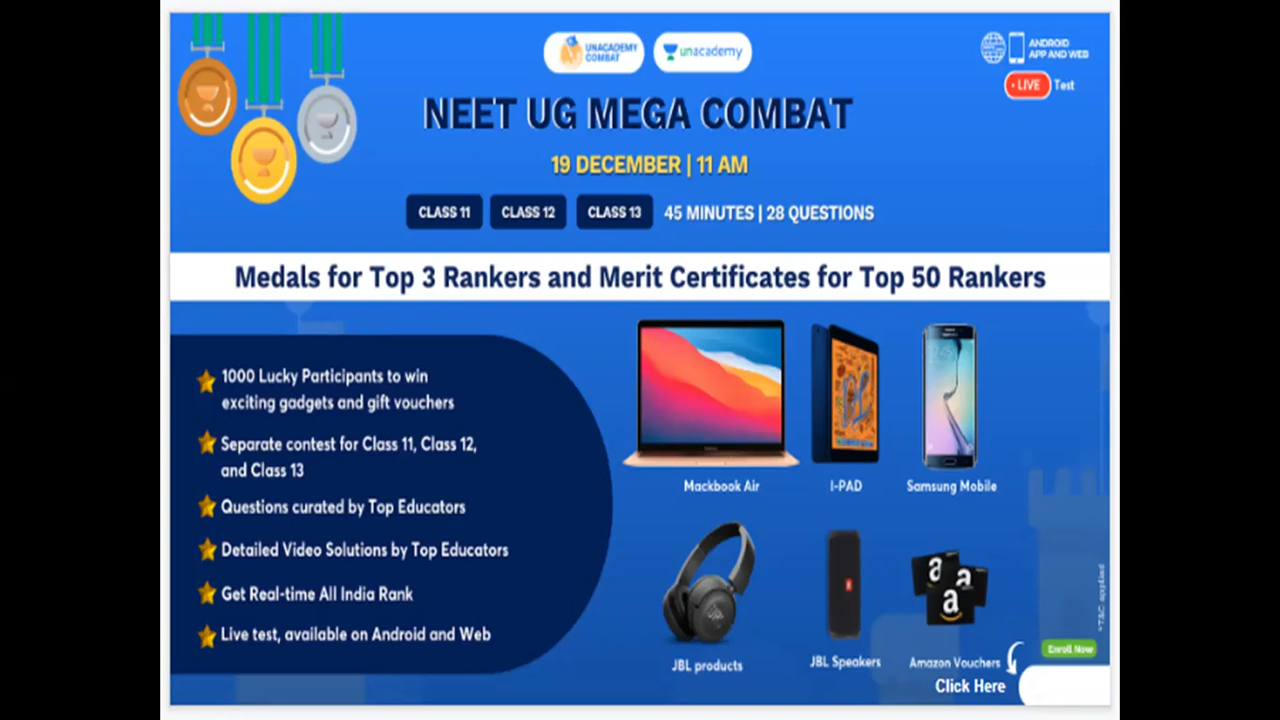 UNACADEMY
COMBAT
unacademy
ANDROID
APP AND WEB
• LIVE Test
NEET UG MEGA COMBAT
19 DECEMBER | 11 AM
CLASS 11 CLASS 12 CLASS 13 45 MINUTES | 28 QUESTIONS
Medals for Top 3 Rankers and Merit Certificates for Top 50 Rankers
1000 Lucky Participants to win
exciting gadgets and gift vouchers
Separate contest for Class 11, Class 12,
and Class 13
Questions curated by Top Educators
Detailed Video Solutions by Top Educators
Get Real-time All India Rank
Live test, available on Android and Web
Mackbook Air I-PAD Samsung Mobile
JBL products JBL Speakers Amazon Vouchers
*T&C applied
Enroll Now
Click Here